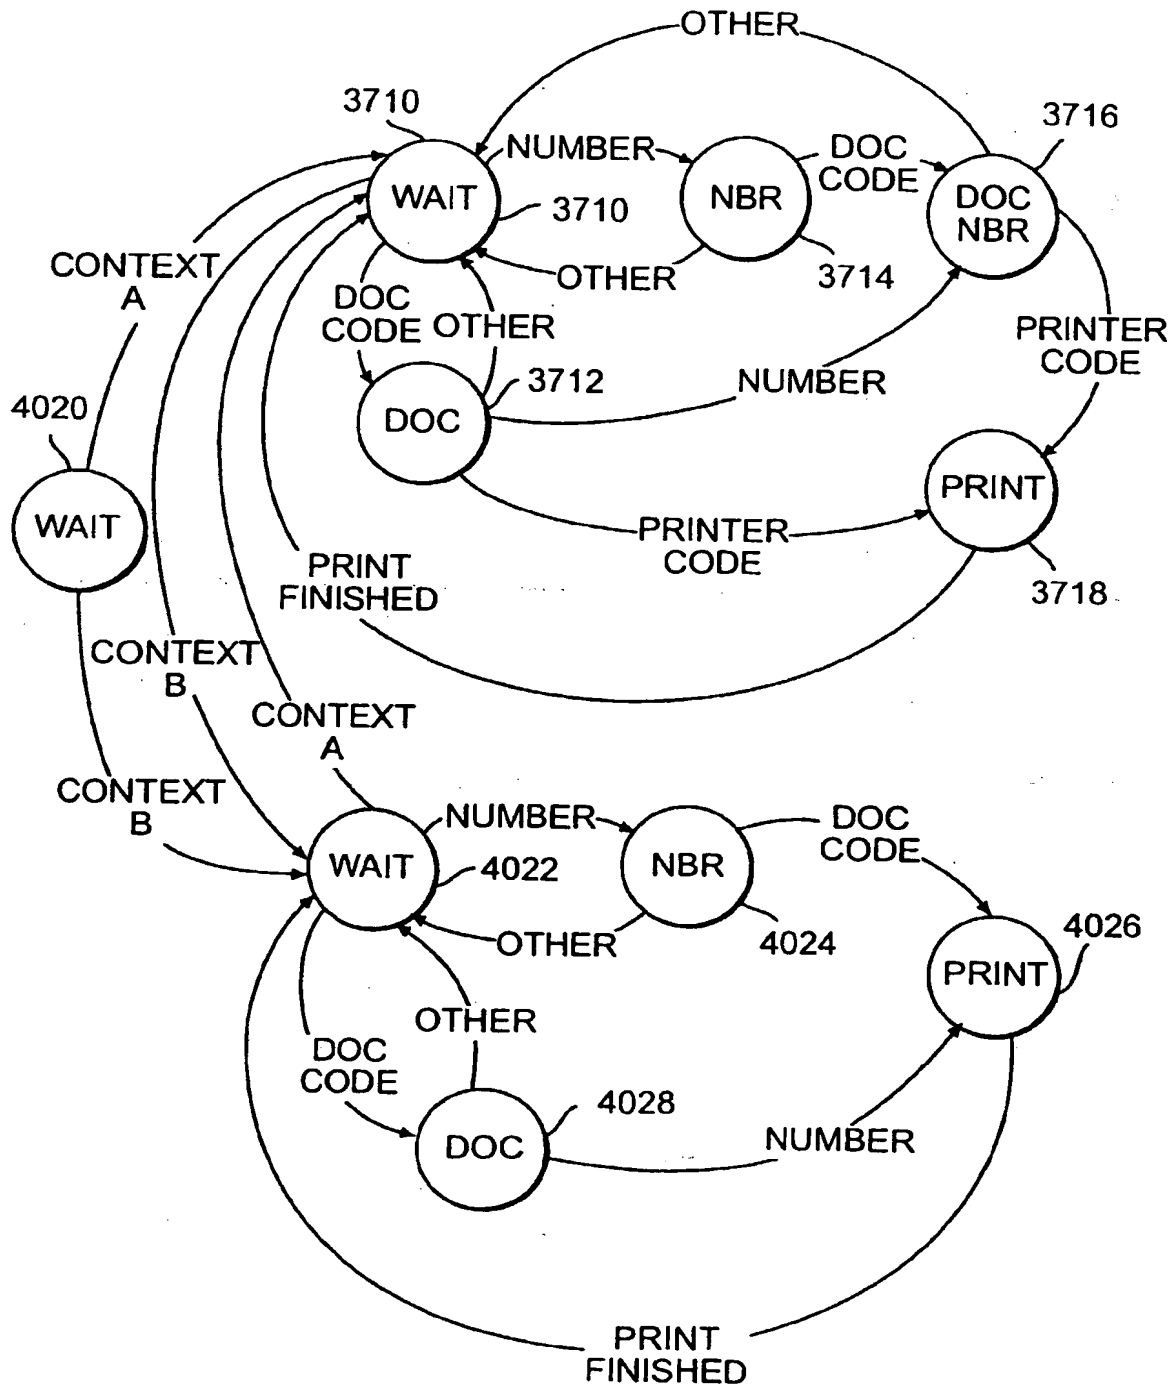 OTHER
3710
3716
NUMBER
DOC
CODE
WAIT
NBR
DOC
NBR
3710
3714
CONTEXT
A
OTHER
DOC
CODE
OTHER
PRINTER
CODE
3712
NUMBER
4020
DOC
PRINT
WAIT
PRINTER
CODE
PRINT
FINISHED
3718
CONTEXT
B
CONTEXT
A
CONTEXT
B
NUMBER
DOC
CODE
WAIT
4022
NBR
4024
OTHER
4026
PRINT
OTHER
DOC
CODE
4028
DOC
NUMBER
PRINT
FINISHED